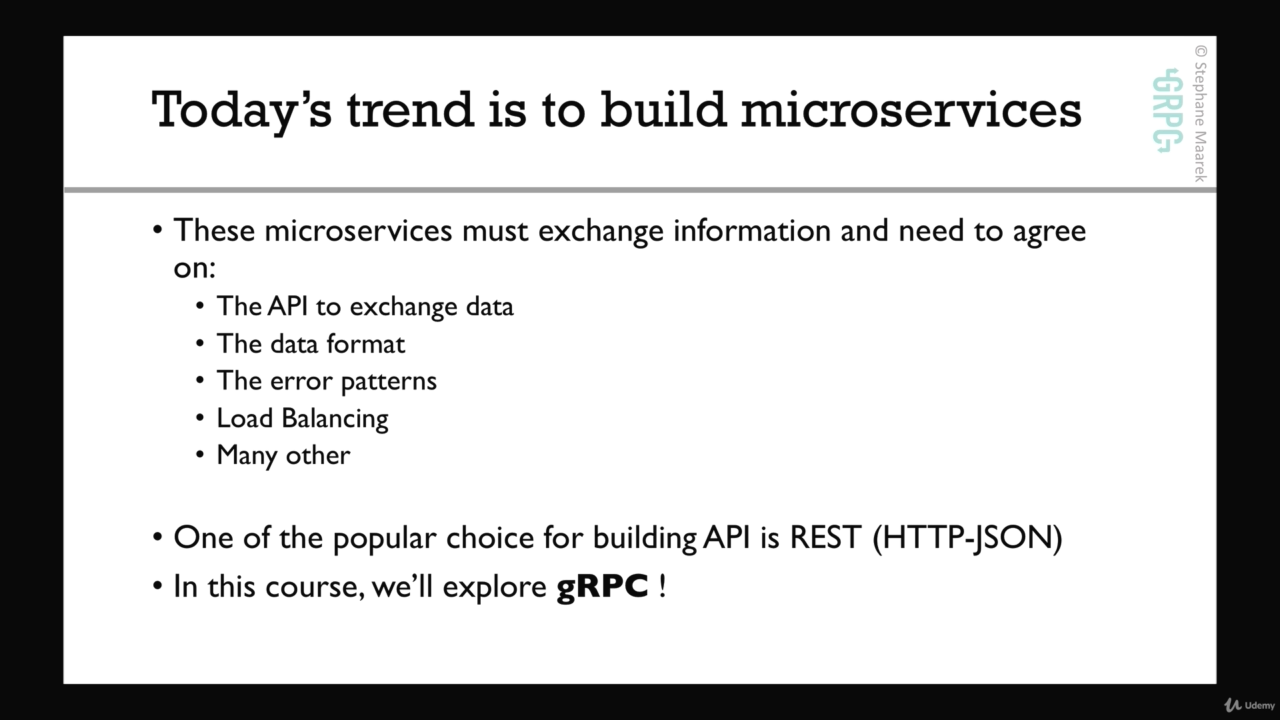 Today's trend is to build microservices
GRPC
© Stephane Maarek
• These microservices must exchange information and need to agree
on:
• The API to exchange data
• The data format
• The error patterns
• Load Balancing
• Many other
• One of the popular choice for building API is REST (HTTP-JSON)
• In this course, we'll explore gRPC !
Udemy